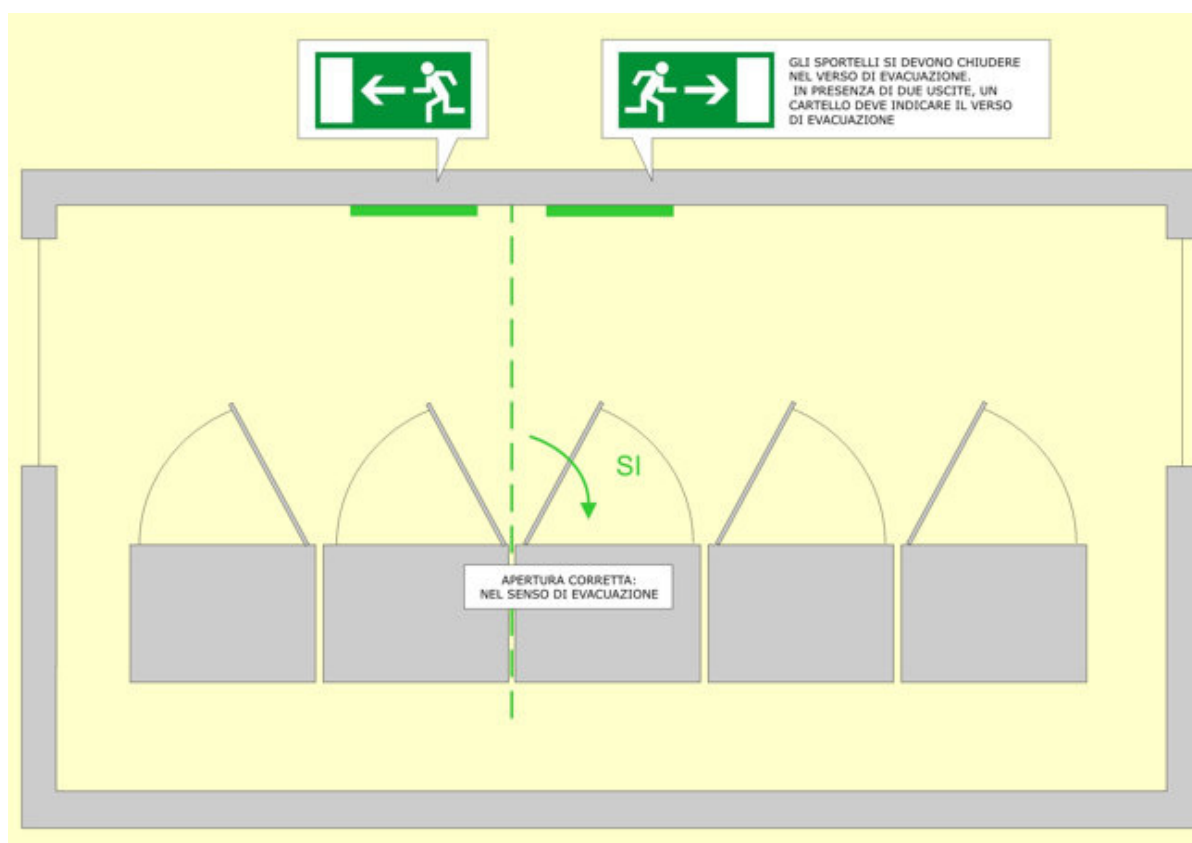 GLI SPORTELLI SI DEVONO CHIUDERE
NEL VERSO DI EVACUAZIONE.
IN PRESENZA DI DUE USCITE, UN
CARTELLO DEVE INDICARE IL VERSO
DI EVACUAZIONE
SI
APERTURA CORRETTA:
NEL SENSO DI EVACUAZIONE